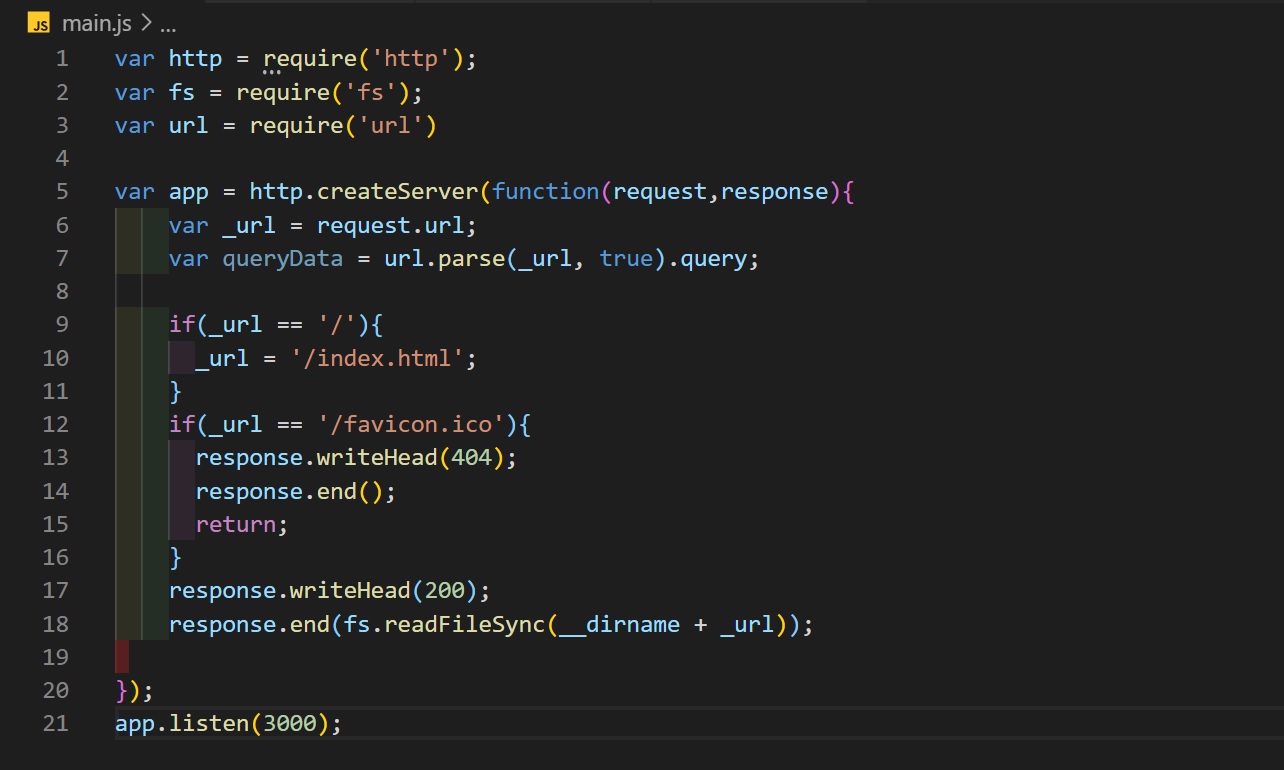 JS main.js > ...
1 var http = require('http');
2 var fs = require('fs');
3 var url = require('url')
4
5 var app = http.createServer(function(request,response){
6     var _url = request.url;
7     var queryData = url.parse(_url, true).query;
8
9     if(_url == '/'){
10       _url = '/index.html';
11     }
12     if(_url == '/favicon.ico'){
13       response.writeHead(404);
14       response.end();
15       return;
16     }
17     response.writeHead(200);
18     response.end(fs.readFileSync(__dirname + _url));
19
20 });
21 app.listen(3000);